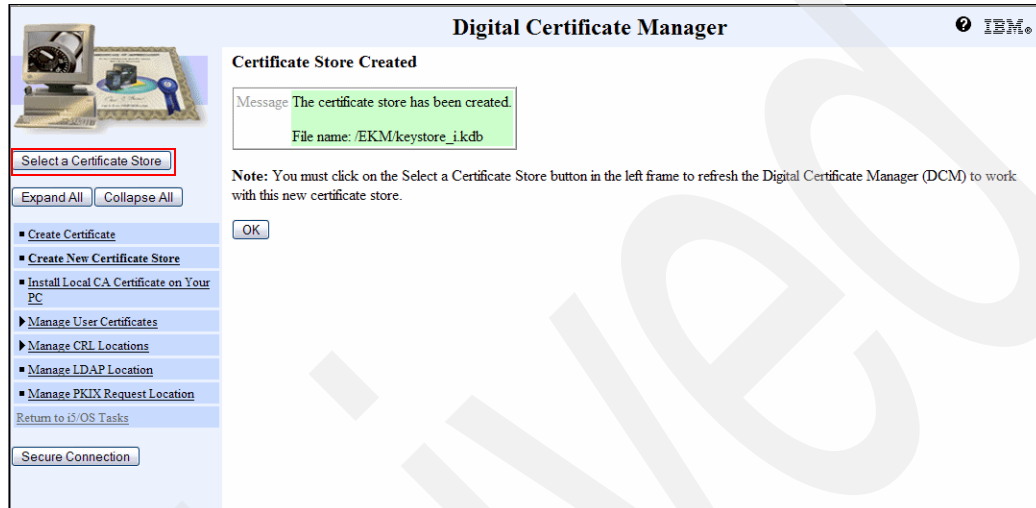 Digital Certificate Manager
IBM®
Select a Certificate Store
Expand All
Collapse All
Create Certificate
Create New Certificate Store
Install Local CA Certificate on Your
PC
Manage User Certificates
Manage CRL Locations
Manage LDAP Location
Manage PKIX Request Location
Return to i5/OS Tasks
Secure Connection
Certificate Store Created
Message The certificate store has been created.
File name: /EKM/keystore_i.kdb
Note: You must click on the Select a Certificate Store button in the left frame to refresh the Digital Certificate Manager (DCM) to work
with this new certificate store.
OK